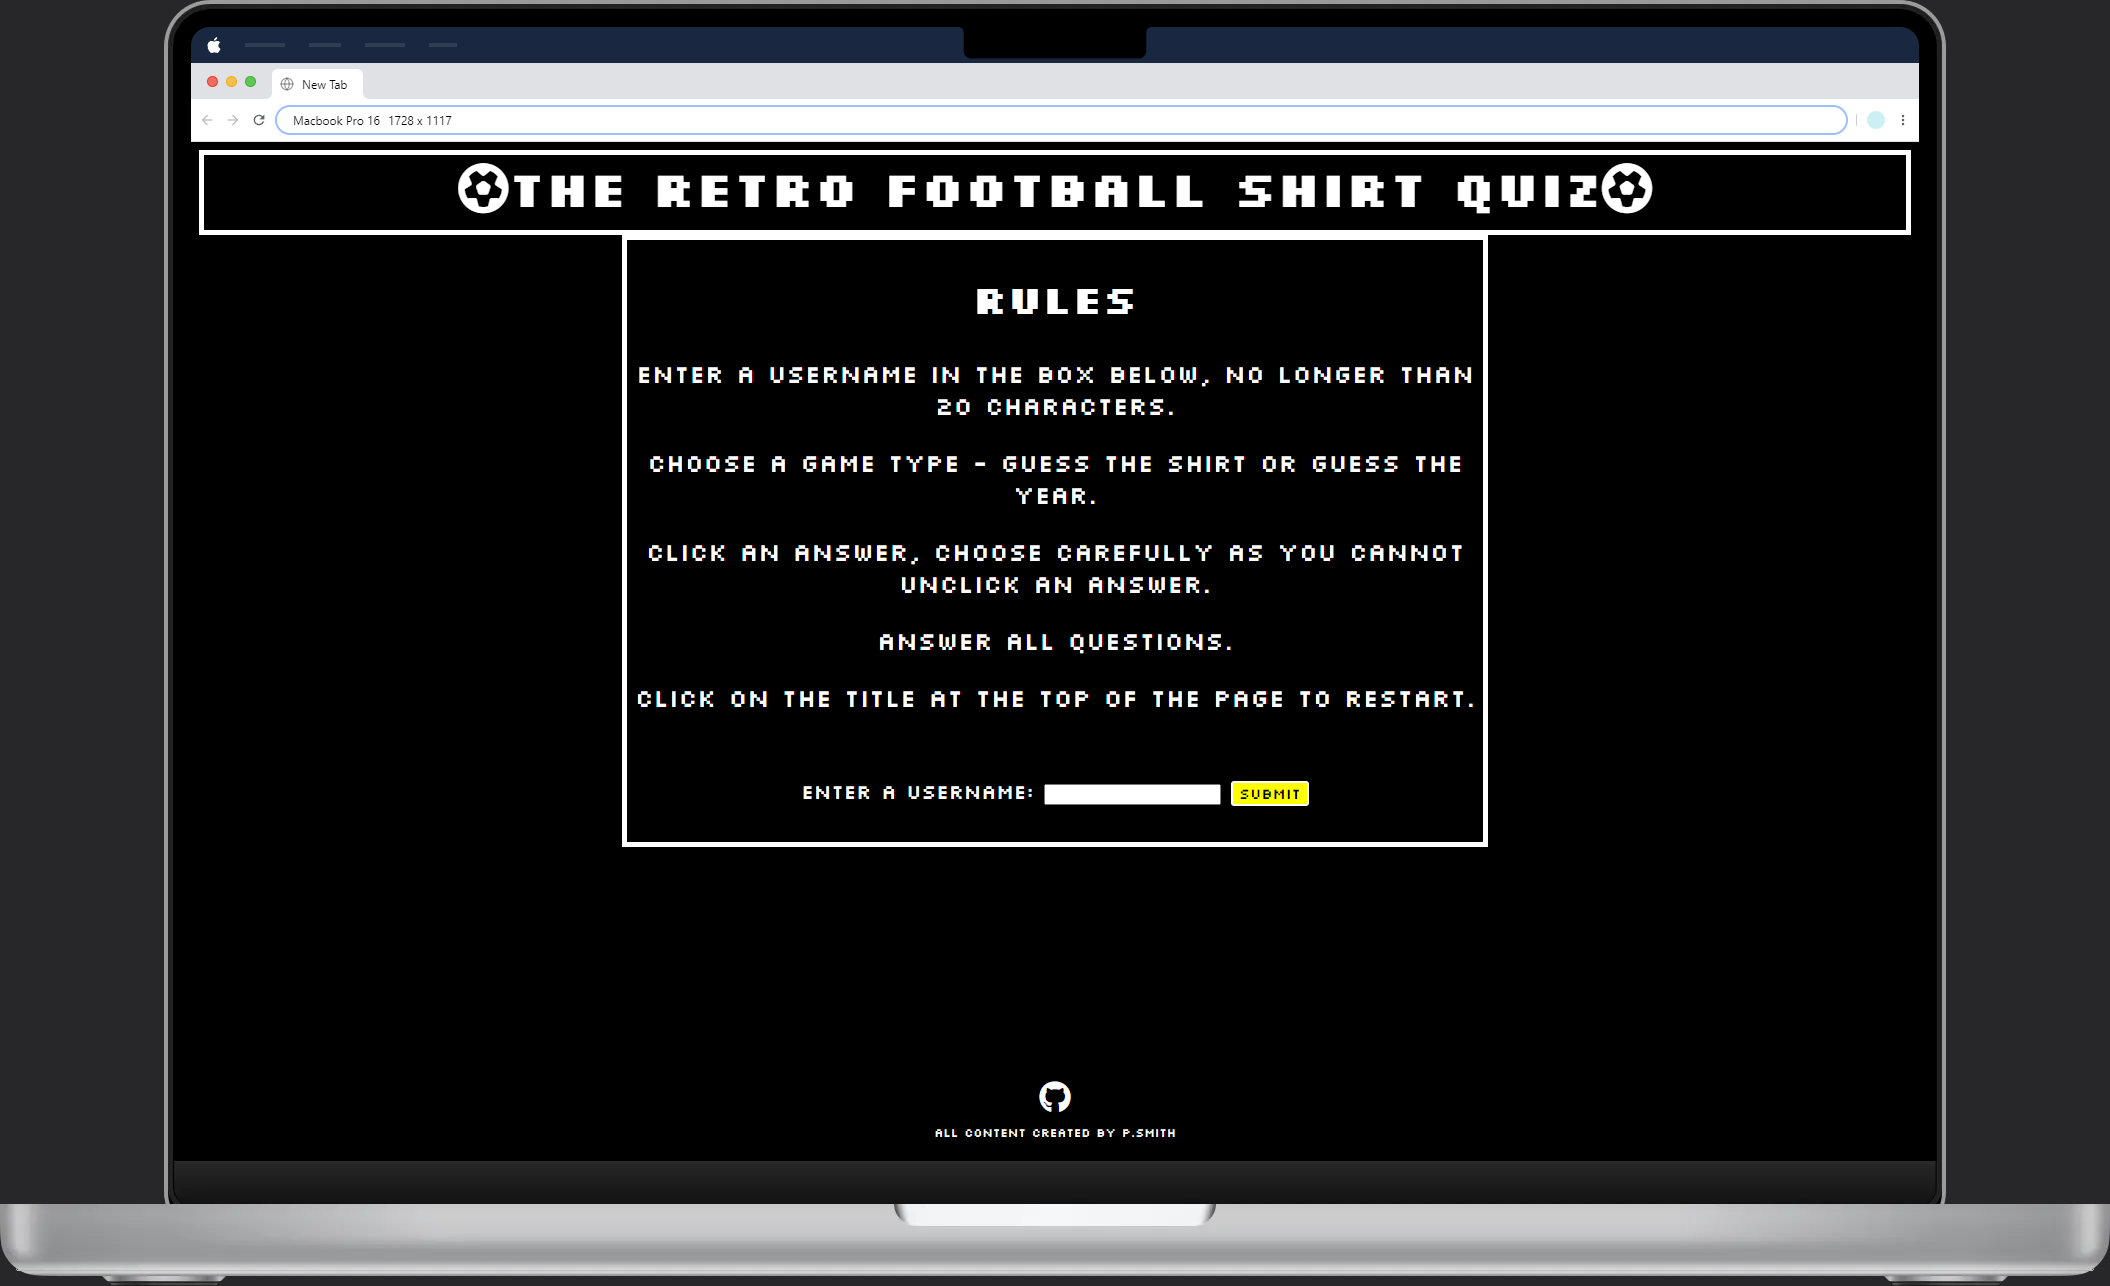 New Tab
Macbook Pro 16 1728 x 1117
THE RETRO FOOTBALL SHIRT QUIZ
RULES
ENTER A USERNAME IN THE BOX BELOW, NO LONGER THAN
20 CHARACTERS.
CHOOSE A GAME TYPE - GUESS THE SHIRT OR GUESS THE
YEAR.
CLICK AN ANSWER, CHOOSE CAREFULLY AS YOU CANNOT
UNCLICK AN ANSWER.
ANSWER ALL QUESTIONS.
CLICK ON THE TITLE AT THE TOP OF THE PAGE TO RESTART.
ENTER A USERNAME: SUBMIT
ALL CONTENT CREATED BY P.SMITH